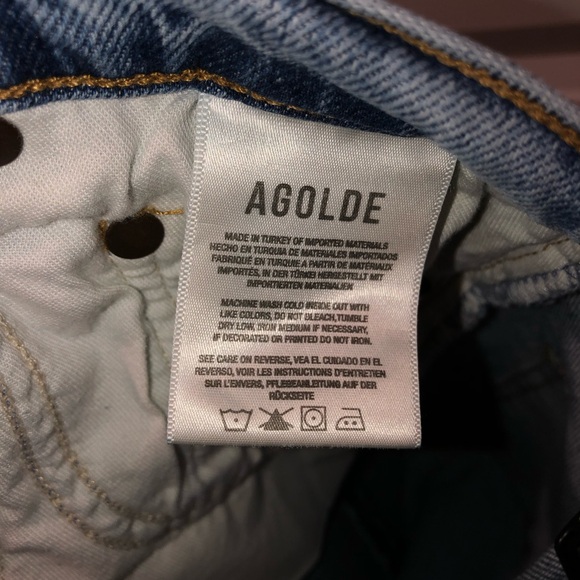 AGOLDE
MADE IN TURKEY OF IMPORTED MATERIALS
HECHO EN TURQUIA DE MATERIALES IMPORTADOS
FABRIQUÉ EN TURQUIE A PARTIR DE MATERIAUX
IMPORTÉS, IN DER TÜRKEI HERGESTELLT MIT
IMPORTIERTEN MATERIALIEN
MACHINE WASH COLD INSIDE OUT WITH
LIKE COLORS, DO NOT BLEACH,TUMBLE
DRY LOW, IRON MEDIUM IF NECESSARY,
IF DECORATED OR PRINTED DO NOT IRON.
SEE CARE ON REVERSE, VEA EL CUIDADO EN EL
REVERSO, VOIR LES INSTRUCTIONS D'ENTRETIEN
SUR L'ENVERS, PFLEGEANLEITUNG AUF DER
RÜCKSEITE